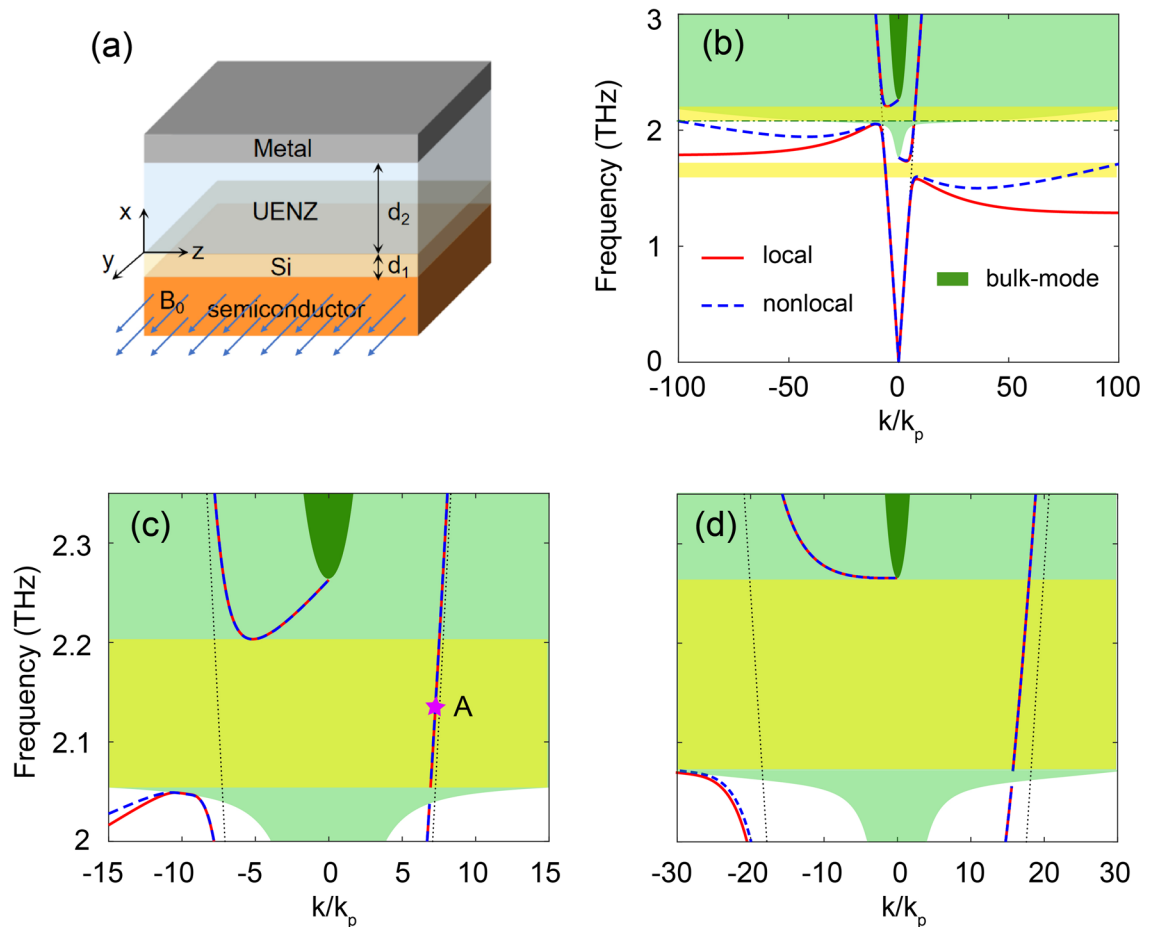 (a)
Metal
UENZ
d2
x
y
z
Si
d1
B0
semiconductor
(b)
Frequency (THz)
3
2
1
0
local
nonlocal
bulk-mode
-100
-50
0
50
100
k/kp
(c)
Frequency (THz)
2.3
2.2
2.1
2
A
-15
-10
-5
0
5
10
15
k/kp
(d)
-30
-20
-10
0
10
20
30
k/kp